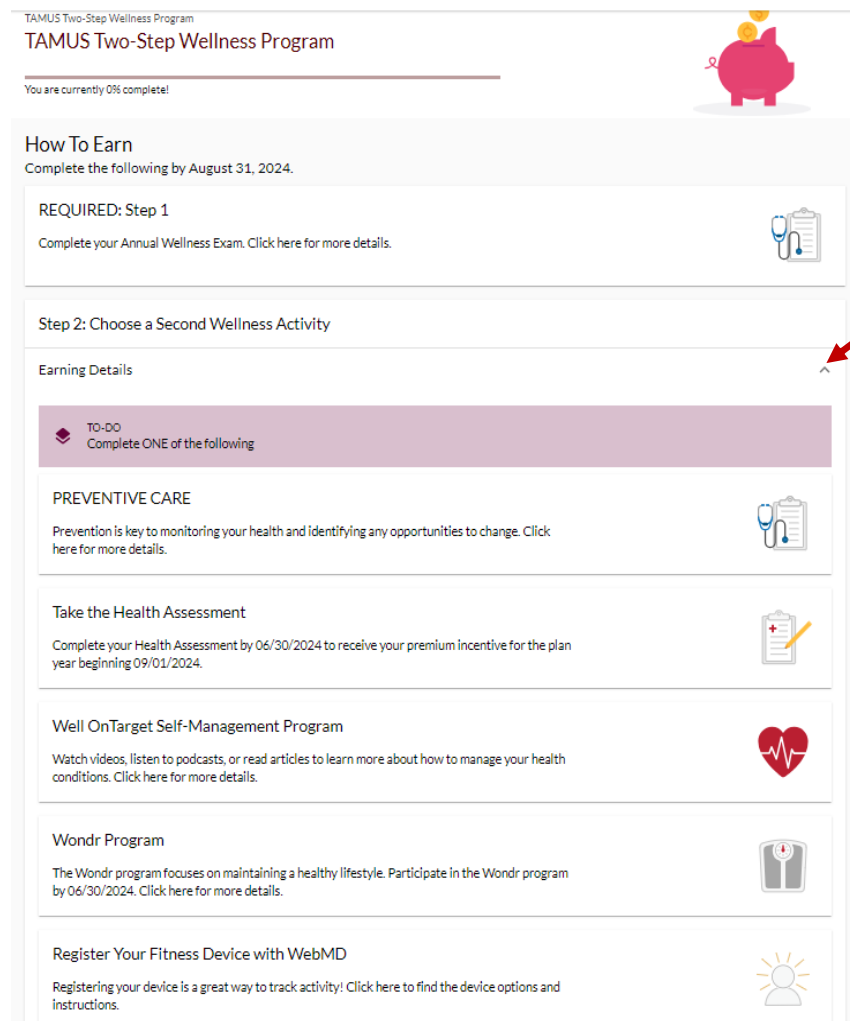 TAMUS Two-Step Wellness Program
TAMUS Two-Step Wellness Program
You are currently 0% complete!
How To Earn
Complete the following by August 31, 2024.
REQUIRED: Step 1
Complete your Annual Wellness Exam. Click here for more details.
Step 2: Choose a Second Wellness Activity
Earning Details
TO-DO
Complete ONE of the following
PREVENTIVE CARE
Prevention is key to monitoring your health and identifying any opportunities to change. Click
here for more details.
Take the Health Assessment
Complete your Health Assessment by 06/30/2024 to receive your premium incentive for the plan
year beginning 09/01/2024.
Well OnTarget Self-Management Program
Watch videos, listen to podcasts, or read articles to learn more about how to manage your health
conditions. Click here for more details.
Wondr Program
The Wondr program focuses on maintaining a healthy lifestyle. Participate in the Wondr program
by 06/30/2024. Click here for more details.
Register Your Fitness Device with WebMD
Registering your device is a great way to track activity! Click here to find the device options and
instructions.